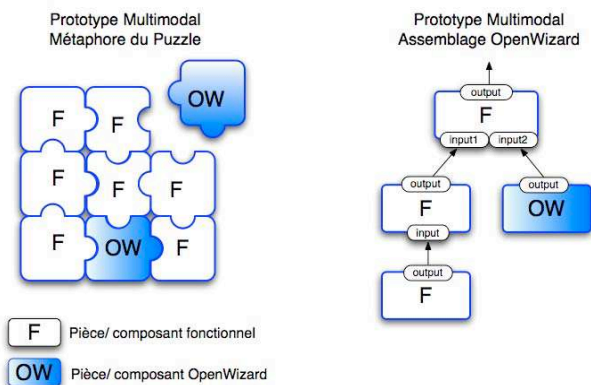 Prototype Multimodal
Métaphore du Puzzle
OW
F
F
F
F
F
F
OW
F
F
Pièce/ composant fonctionnel
OW
Pièce/ composant OpenWizard
Prototype Multimodal
Assemblage OpenWizard
output
F
input1
input2
output
F
input
output
OW
output
F